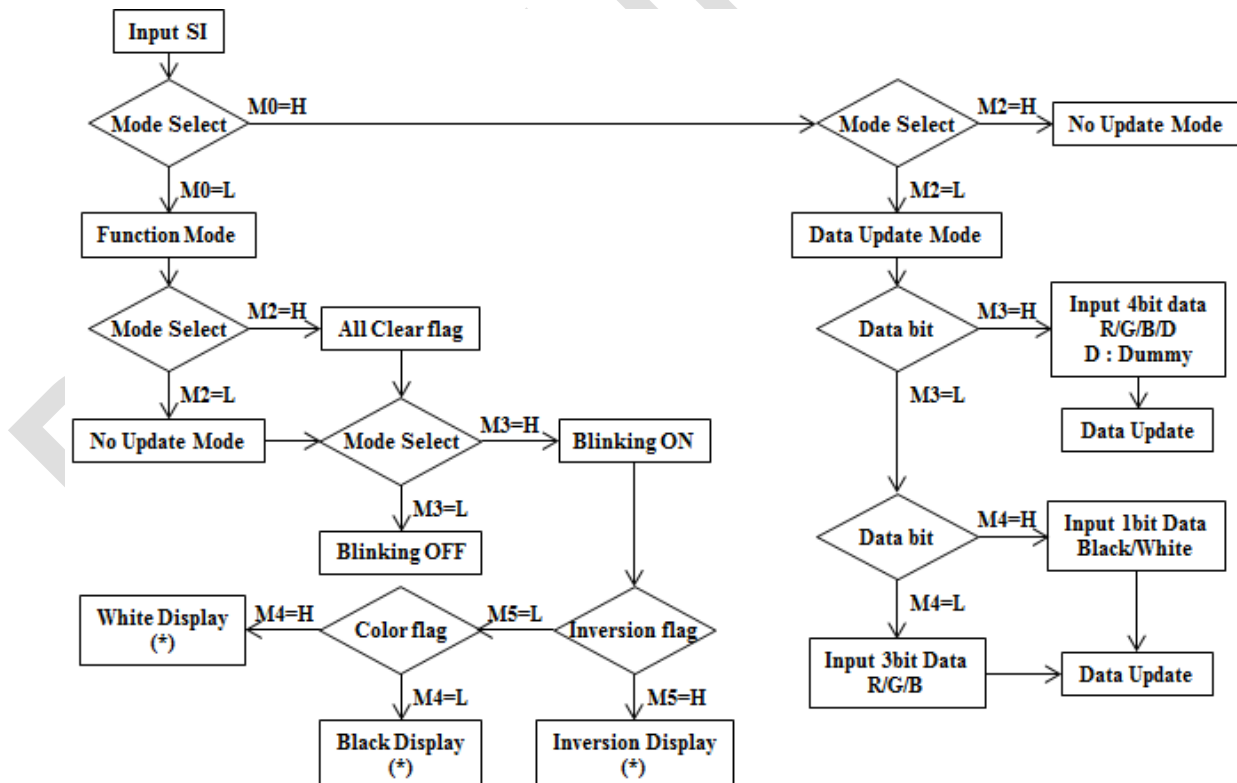 Input SI
Mode Select
M0=H
Mode Select
M2=H
No Update Mode
M0=L
M2=L
Function Mode
Data Update Mode
Mode Select
M2=H
All Clear flag
Data bit
M3=H
Input 4bit data
R/G/B/D
D : Dummy
M2=L
M3=L
No Update Mode
Mode Select
M3=H
Blinking ON
Data Update
M3=L
Blinking OFF
Data bit
M4=H
Input 1bit Data
Black/White
M4=L
White Display
(*)
M4=H
Color flag
M5=L
Inversion flag
Input 3bit Data
R/G/B
Data Update
M4=L
M5=H
Black Display
(*)
Inversion Display
(*)